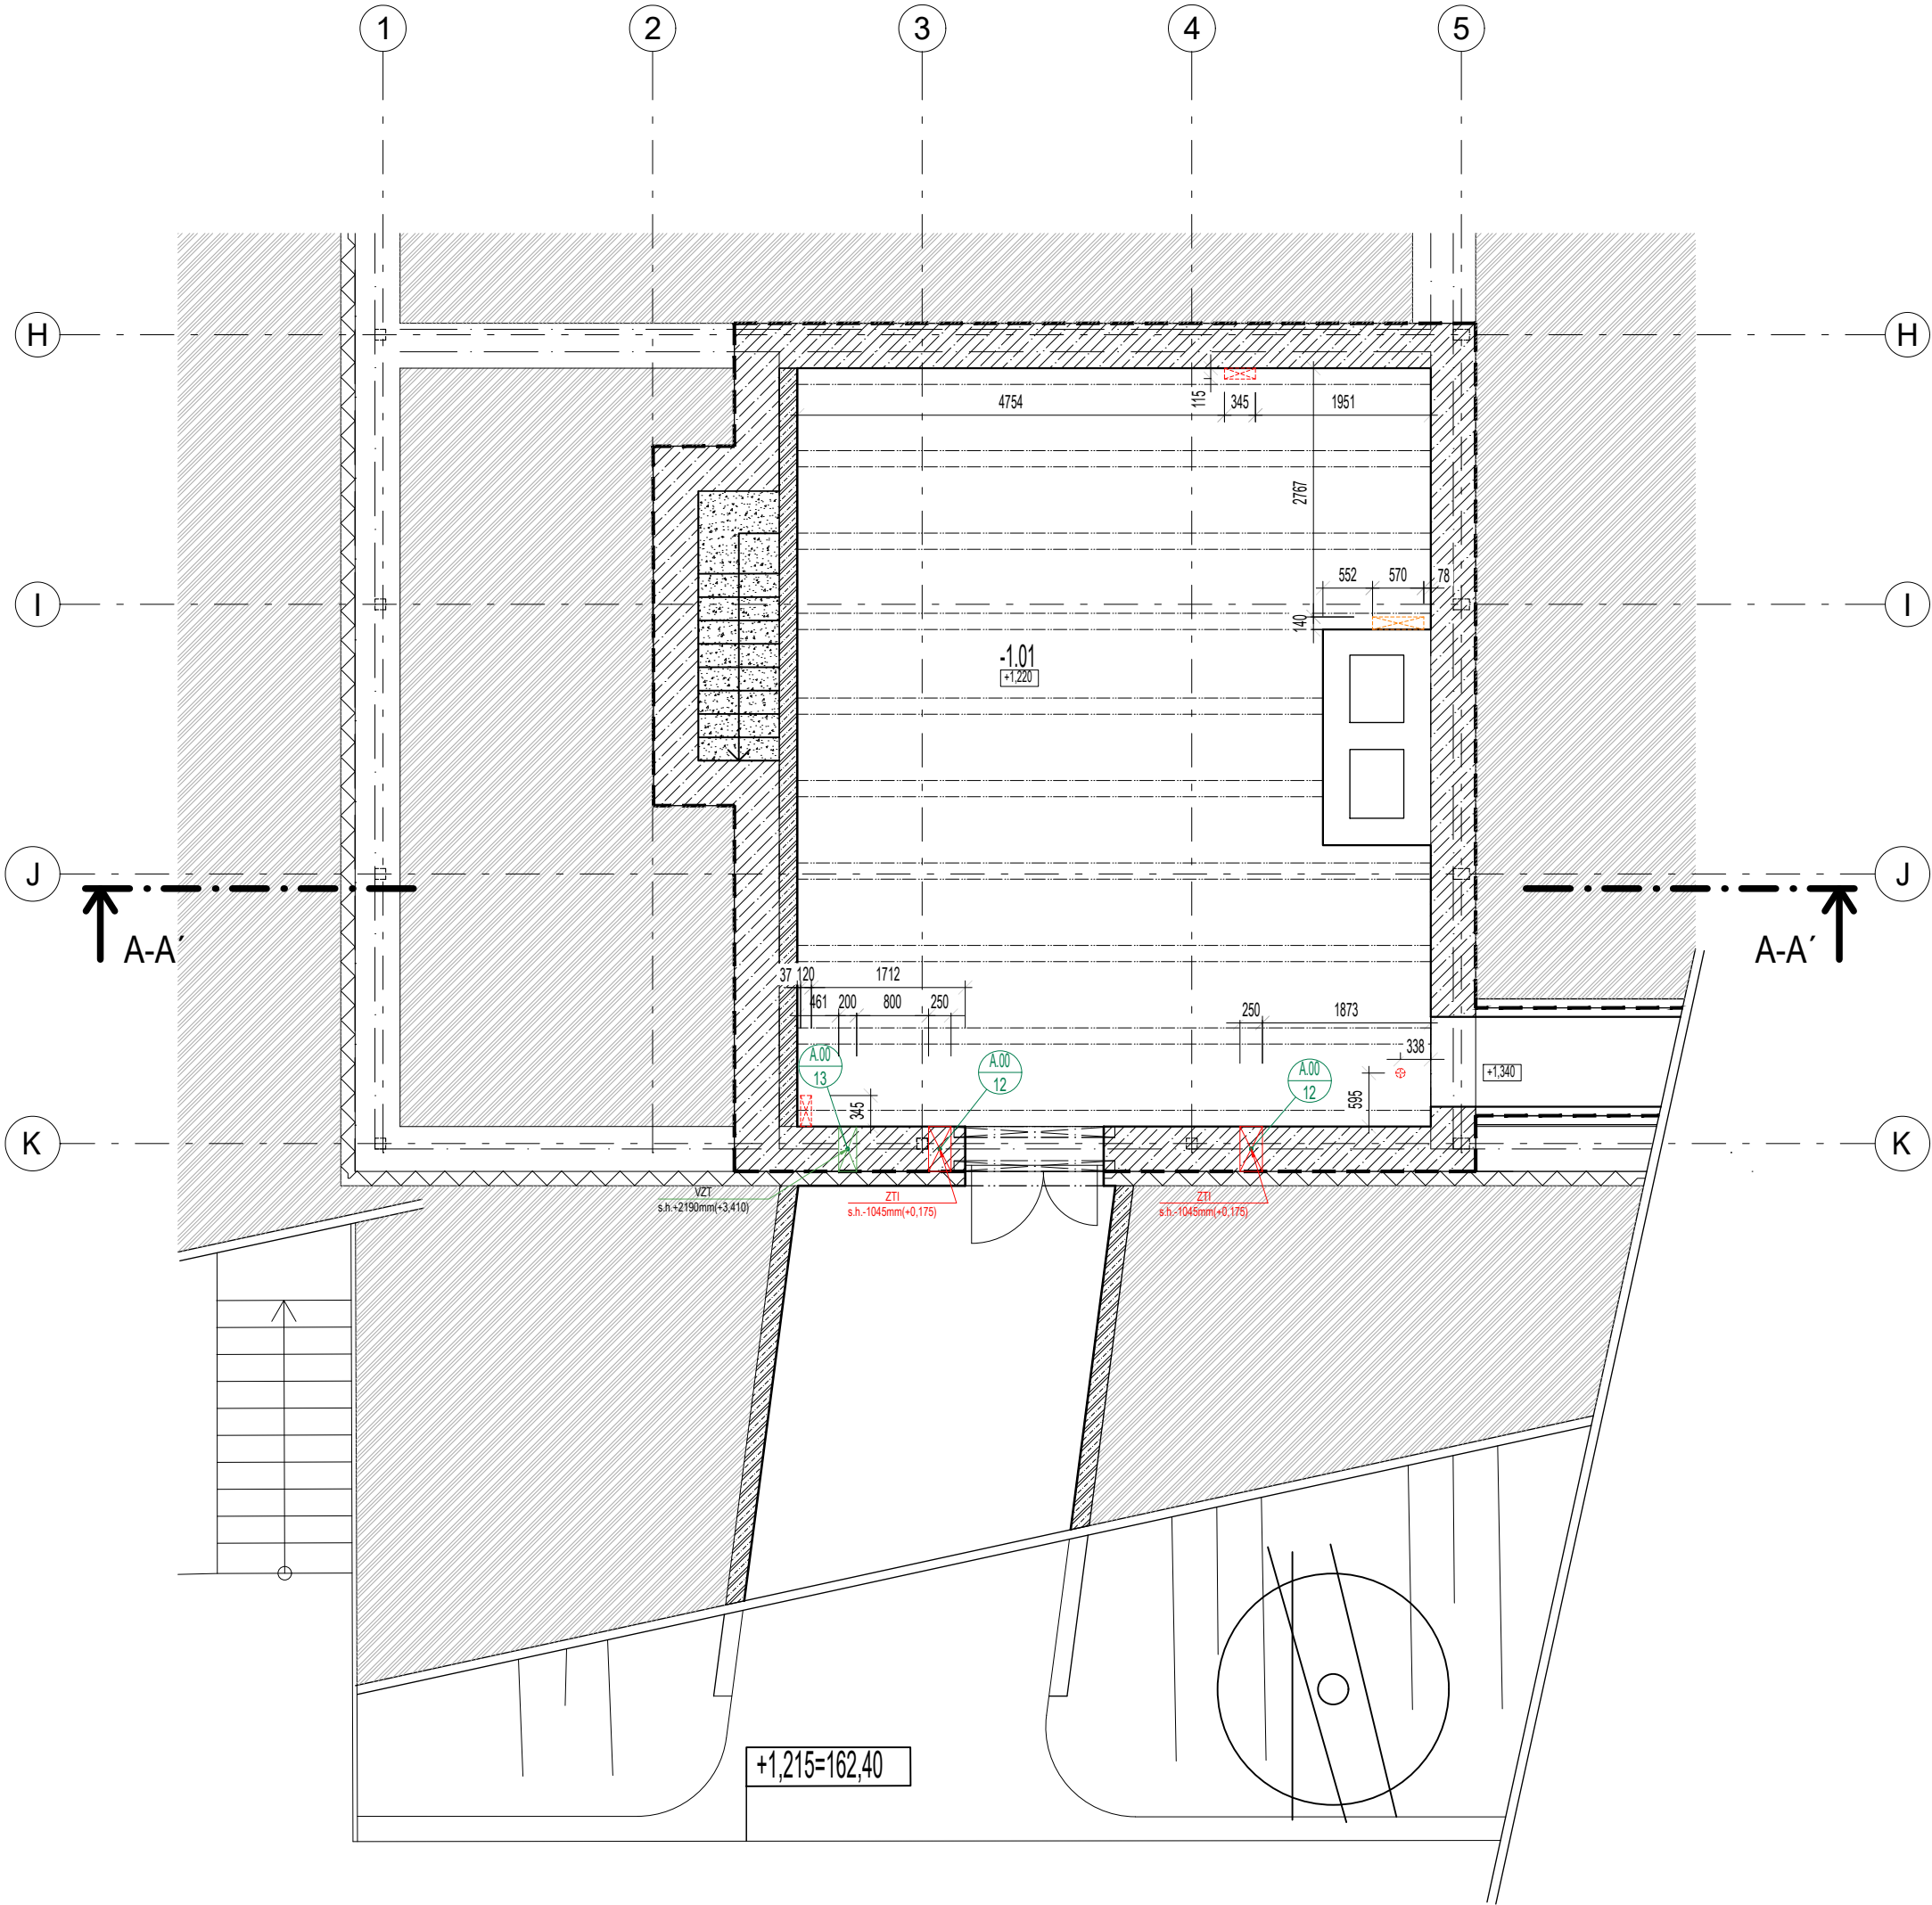 1 2 3 4 5
H H
4754 115 345 1951
2767
552 570 78
I I
140
-1.01
+1,220
J J
A-A´ A-A´
37 120 1712
461 200 800 250
250 1873
338
A.00
13
A.00
12
A.00
12
+1,340
345
595
K K
VZT
s.h.+2190mm(+3,410)
ZTI
s.h.-1045mm(+0,175)
ZTI
s.h.-1045mm(+0,175)
+1,215=162,40